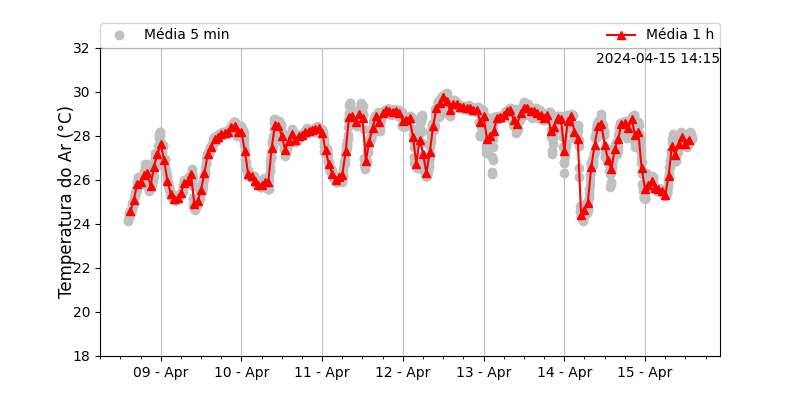 Média 5 min
Média 1 h
2024-04-15 14:15
Temperatura do Ar (°C)
32
30
28
26
24
22
20
18
09 - Apr
10 - Apr
11 - Apr
12 - Apr
13 - Apr
14 - Apr
15 - Apr